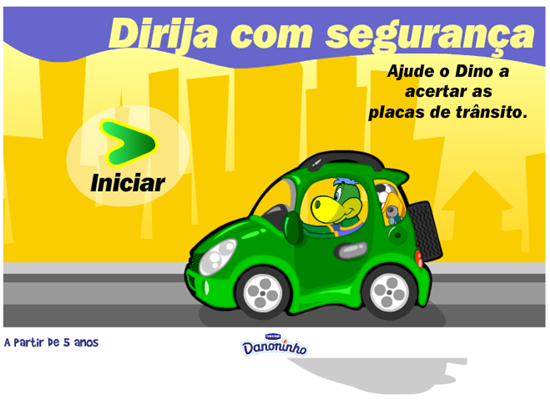 Dirija com segurança
Ajude o Dino a
acertar as
placas de trânsito.
Iniciar
A partir de 5 anos
Danoninho